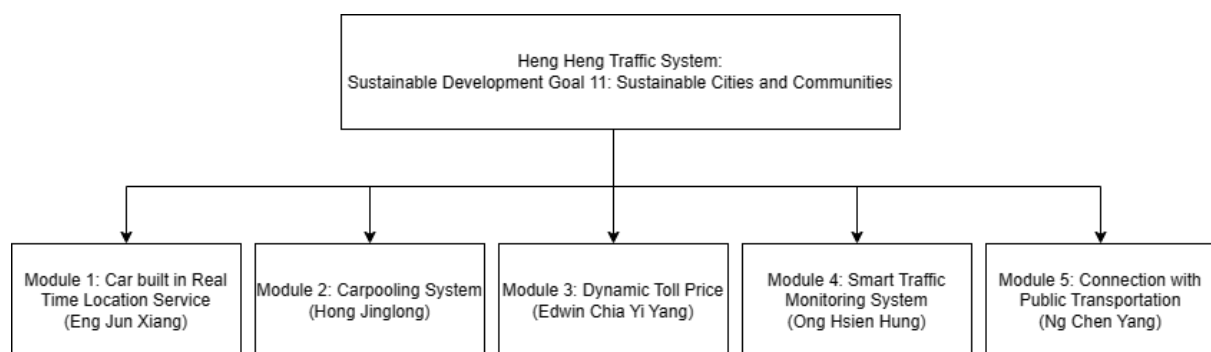 Heng Heng Traffic System:
Sustainable Development Goal 11: Sustainable Cities and Communities
Module 1: Car built in Real
Time Location Service
(Eng Jun Xiang)
Module 2: Carpooling System
(Hong Jinglong)
Module 3: Dynamic Toll Price
(Edwin Chia Yi Yang)
Module 4: Smart Traffic
Monitoring System
(Ong Hsien Hung)
Module 5: Connection with
Public Transportation
(Ng Chen Yang)